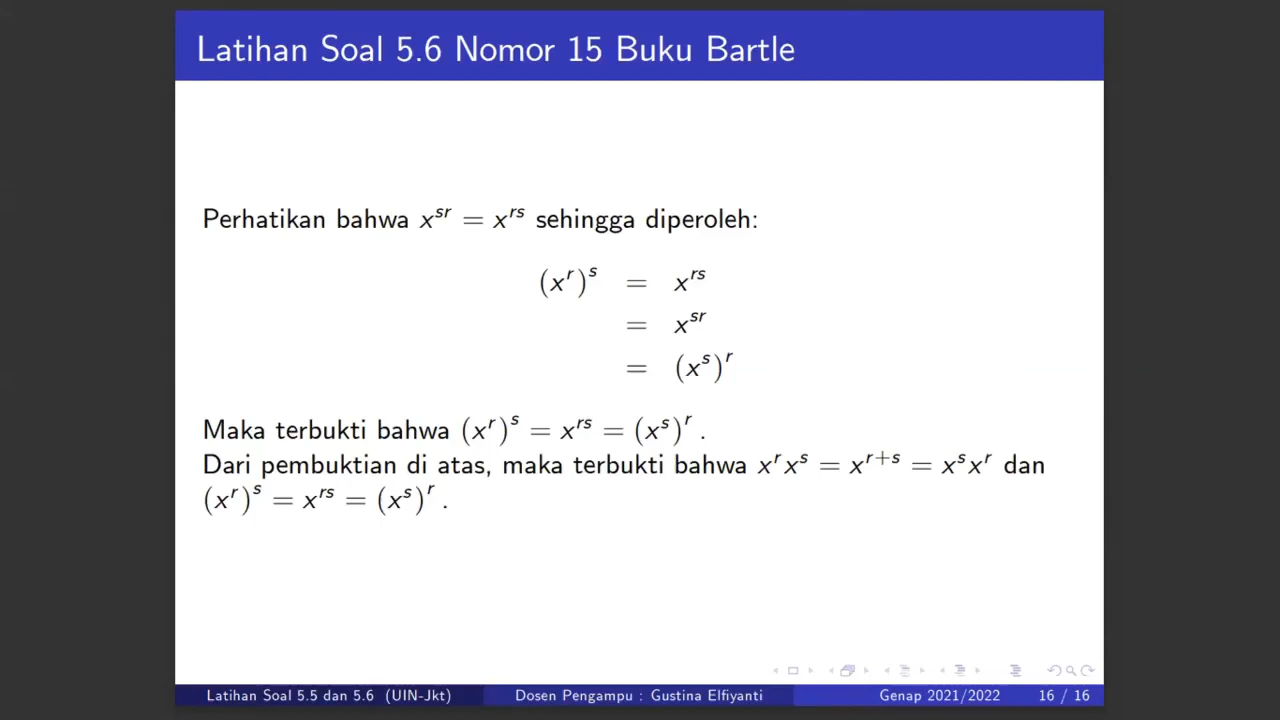 Latihan Soal 5.6 Nomor 15 Buku Bartle
Perhatikan bahwa x^{sr} = x^{rs} sehingga diperoleh:
(x^r)^s = x^{rs}
= x^{sr}
= (x^s)^r
Maka terbukti bahwa (x^r)^s = x^{rs} = (x^s)^r .
Dari pembuktian di atas, maka terbukti bahwa x^r x^s = x^{r+s} = x^s x^r dan
(x^r)^s = x^{rs} = (x^s)^r .
Latihan Soal 5.5 dan 5.6 (UIN-Jkt) Dosen Pengampu : Gustina Elfiyanti Genap 2021/2022 16 / 16